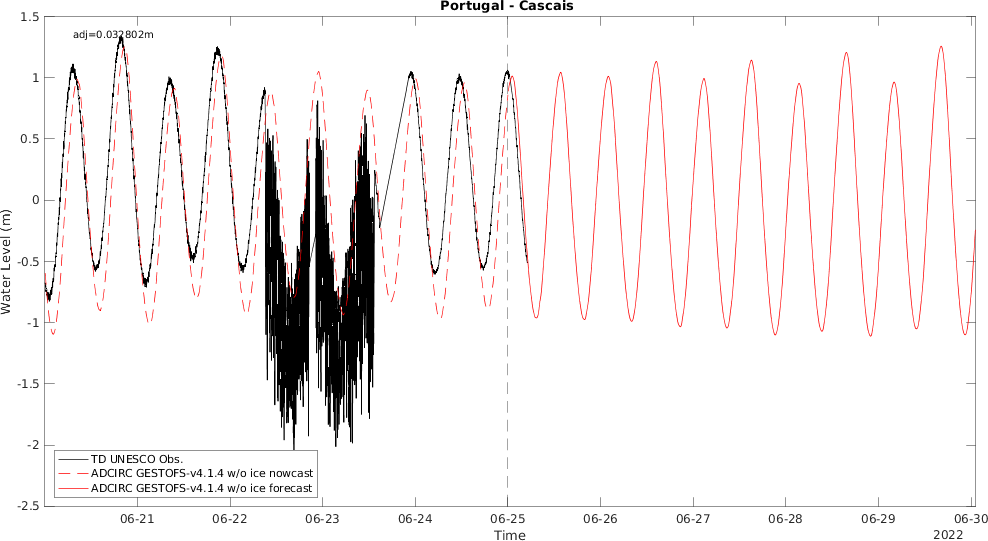 Portugal - Cascais
adj=0.032802m
1.5
1
0.5
0
-0.5
-1
-1.5
-2
-2.5
Water Level (m)
TD UNESCO Obs.
ADCIRC GESTOFS-v4.1.4 w/o ice nowcast
ADCIRC GESTOFS-v4.1.4 w/o ice forecast
06-21 06-22 06-23 06-24 06-25 06-26 06-27 06-28 06-29 06-30
Time
2022